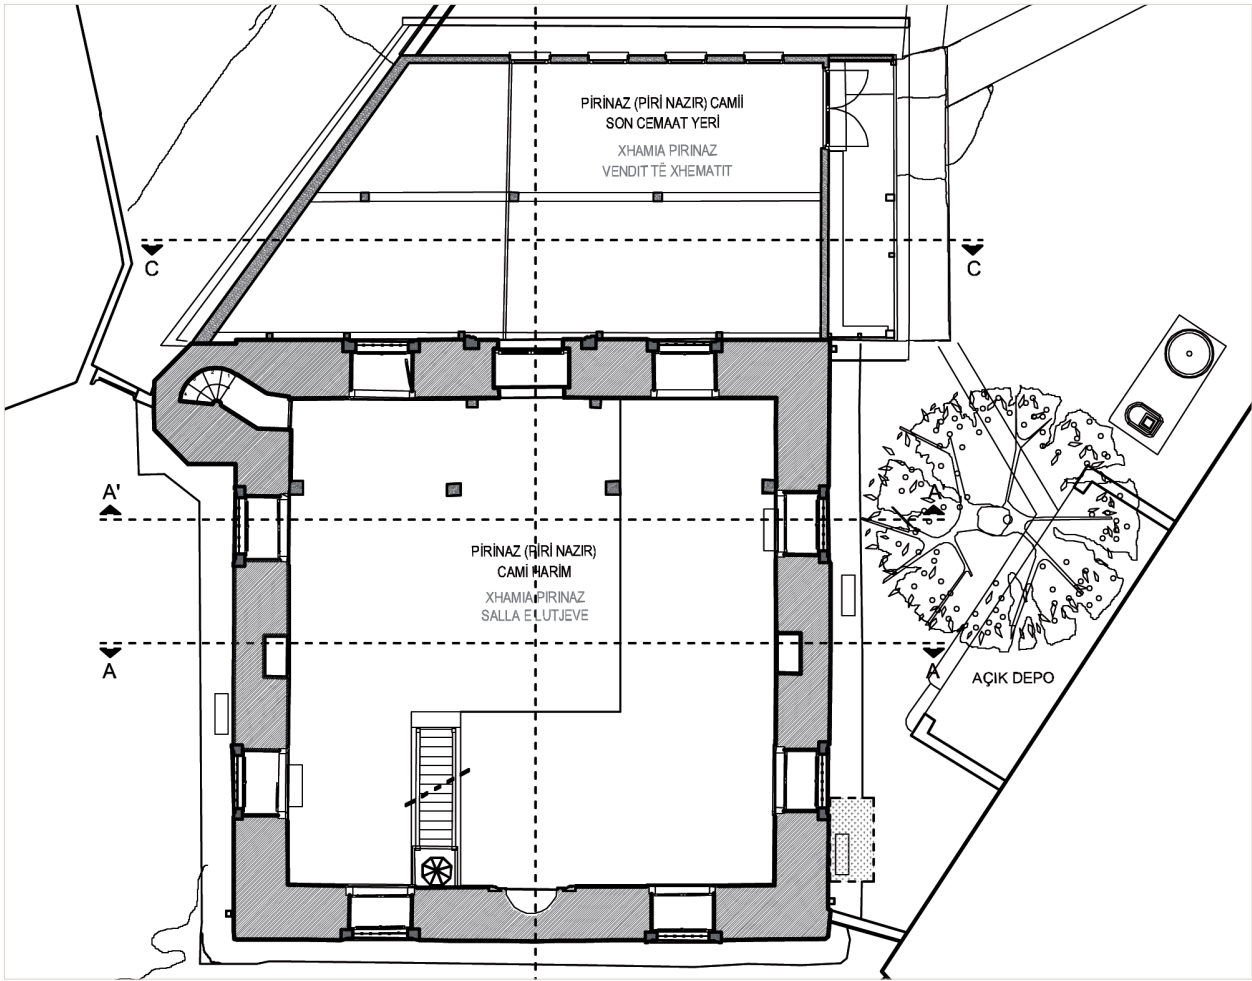 PİRİNAZ (PİRİ NAZIR) CAMİİ
SON CEMAAT YERİ
XHAMIA PIRINAZ
VENDIT TË XHEMATIT
C
C
A'
A
PİRİNAZ (PİRİ NAZIR)
CAMİ HARİM
XHAMIA PIRINAZ
SALLA E LUTJEVE
A
A
AÇIK DEPO